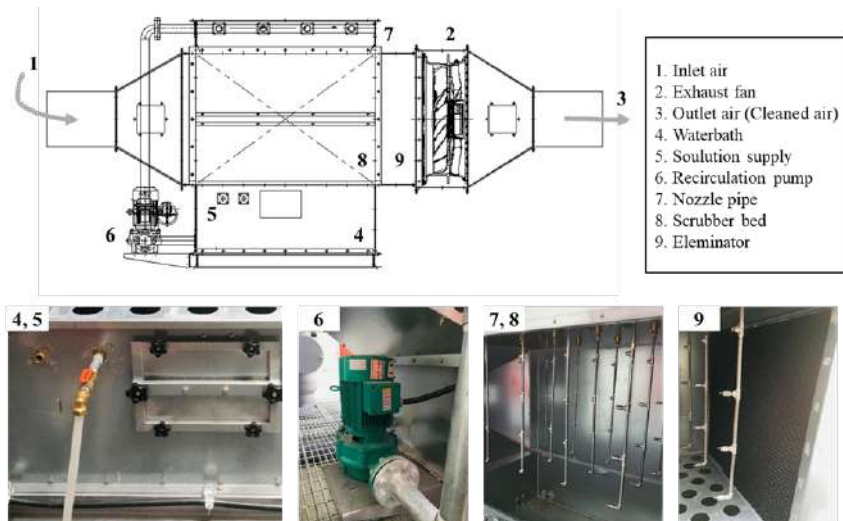 1
7
2
3
8
9
5
6
4
1. Inlet air
2. Exhaust fan
3. Outlet air (Cleaned air)
4. Waterbath
5. Soulution supply
6. Recirculation pump
7. Nozzle pipe
8. Scrubber bed
9. Eleminator
4, 5
6
7, 8
9